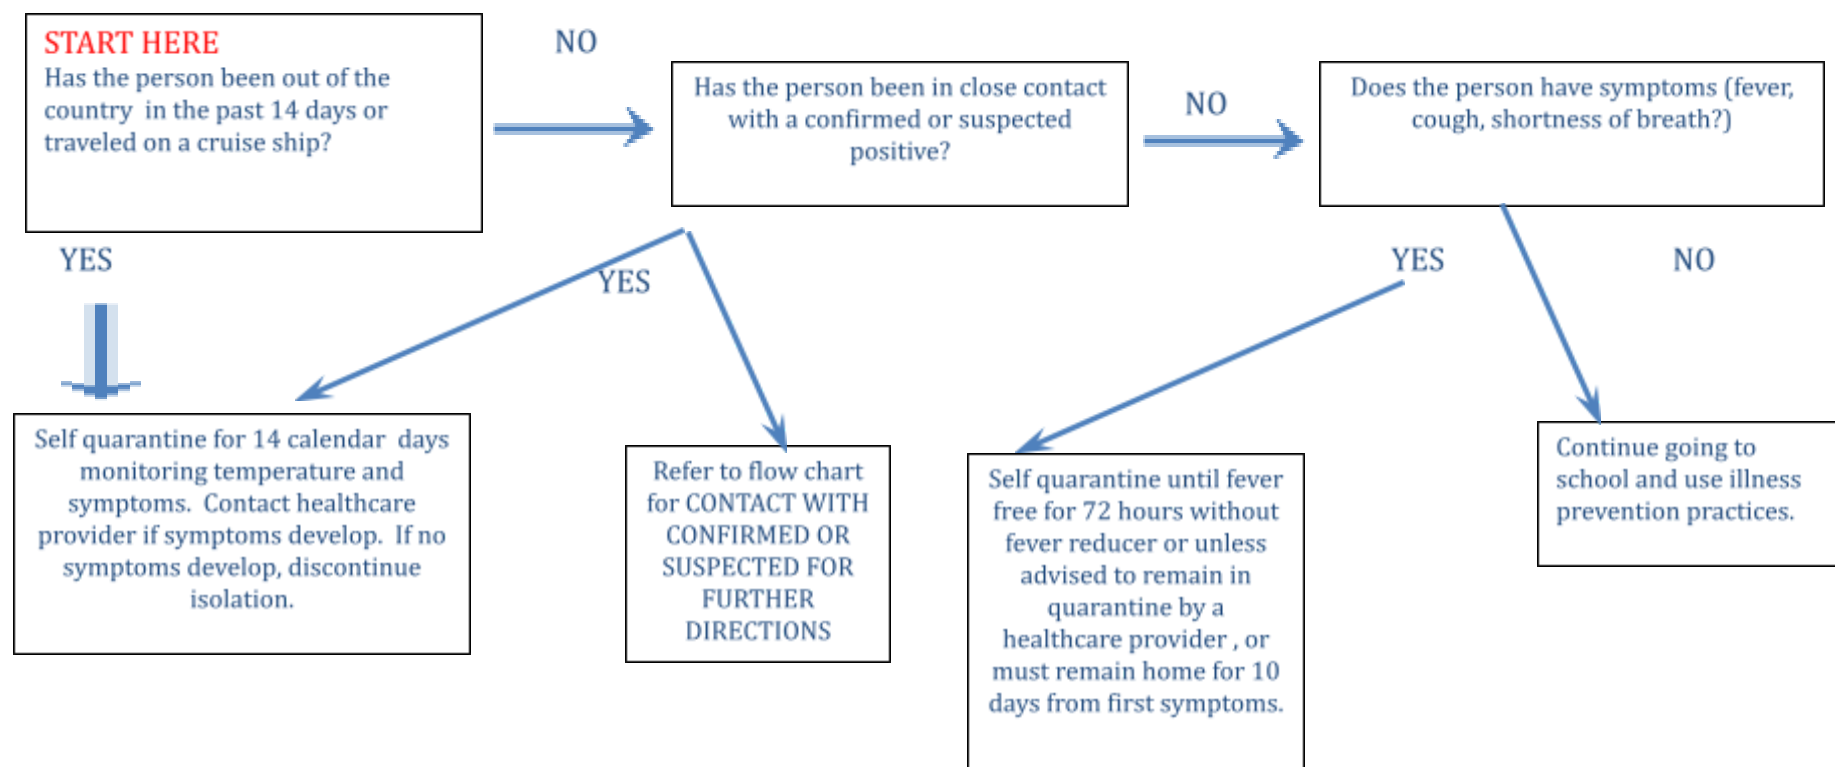 START HERE
Has the person been out of the
country in the past 14 days or
traveled on a cruise ship?
NO
Has the person been in close contact
with a confirmed or suspected
positive?
NO
Does the person have symptoms (fever,
cough, shortness of breath?)
YES
YES
YES
NO
Self quarantine for 14 calendar days
monitoring temperature and
symptoms. Contact healthcare
provider if symptoms develop. If no
symptoms develop, discontinue
isolation.
Refer to flow chart
for CONTACT WITH
CONFIRMED OR
SUSPECTED FOR
FURTHER
DIRECTIONS
Self quarantine until fever
free for 72 hours without
fever reducer or unless
advised to remain in
quarantine by a
healthcare provider , or
must remain home for 10
days from first symptoms.
Continue going to
school and use illness
prevention practices.